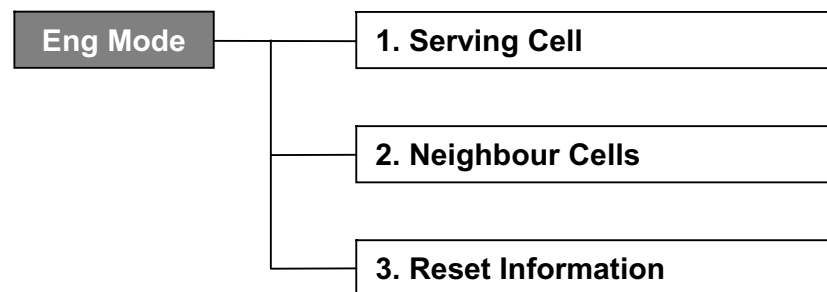 Eng Mode
1. Serving Cell
2. Neighbour Cells
3. Reset Information